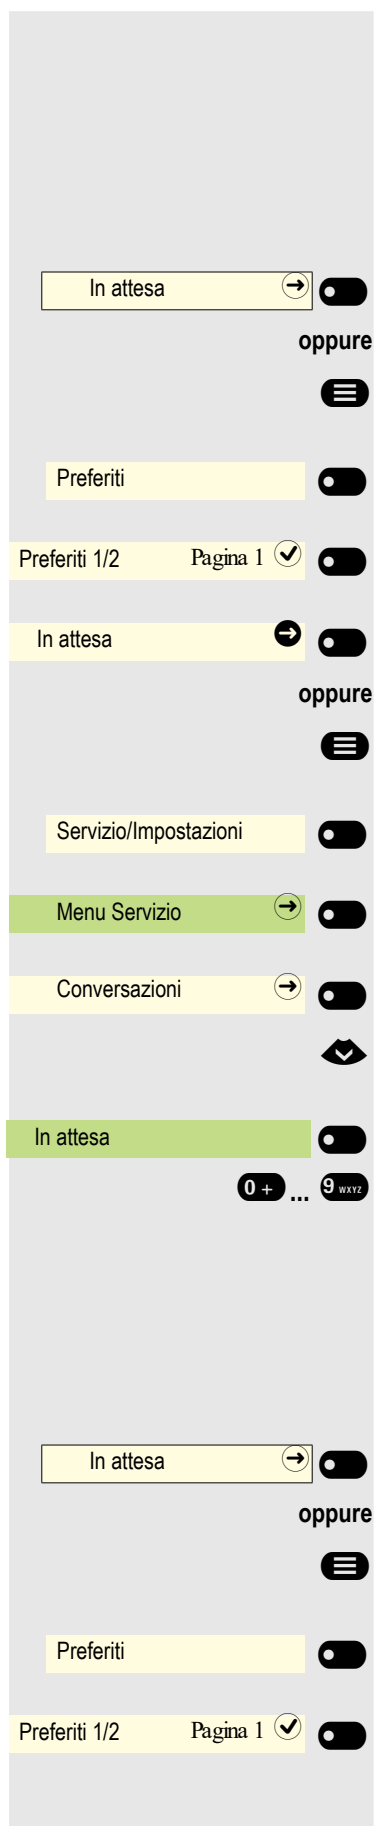 In attesa
oppure
Preferiti
Preferiti 1/2 Pagina 1
In attesa
oppure
Servizio/Impostazioni
Menu Servizio
Conversazioni
In attesa
0 + ... 9 WXYZ
In attesa
oppure
Preferiti
Preferiti 1/2 Pagina 1